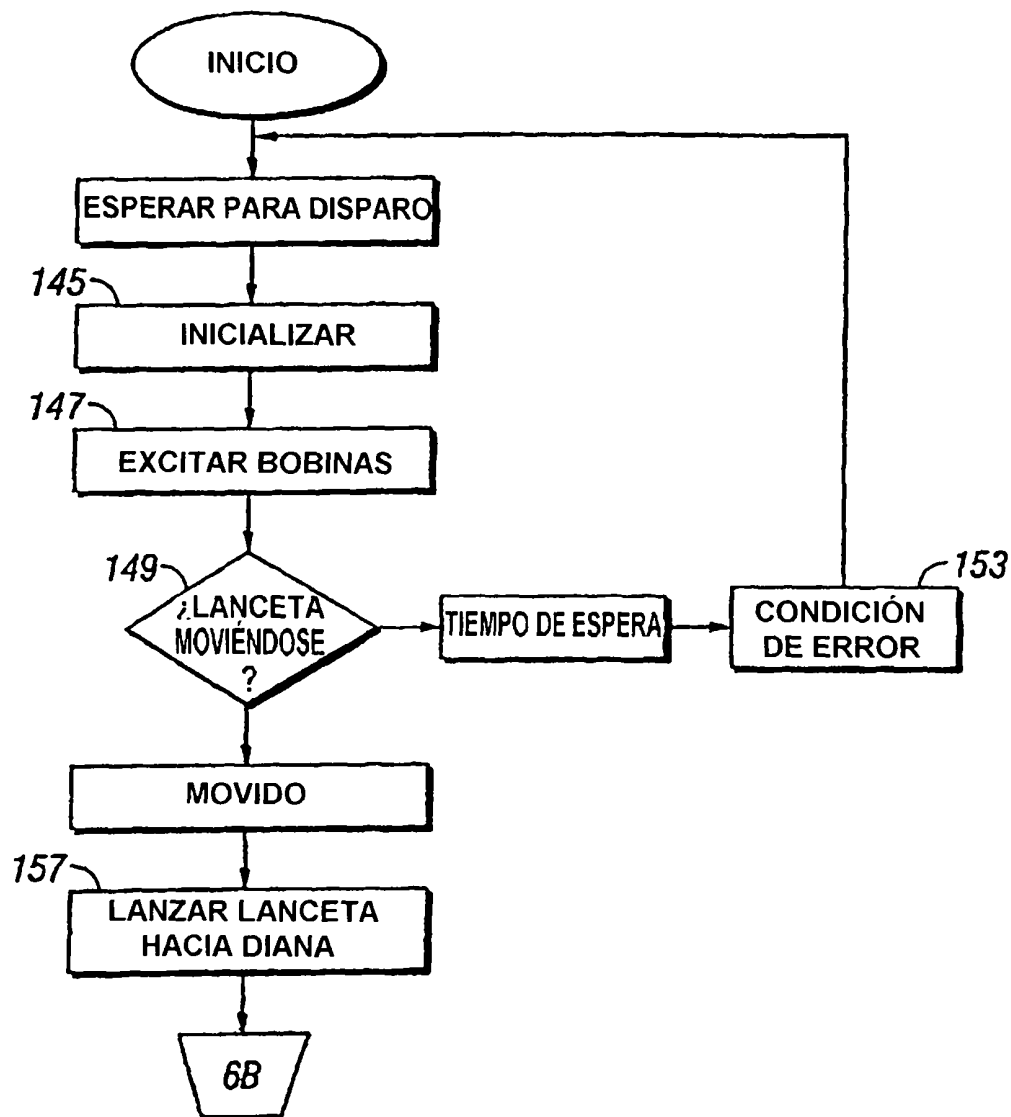 INICIO
ESPERAR PARA DISPARO
145
INICIALIZAR
147
EXCITAR BOBINAS
149
¿LANCETA
MOVIÉNDOSE
?
TIEMPO DE ESPERA
153
CONDICIÓN
DE ERROR
MOVIDO
157
LANZAR LANCETA
HACIA DIANA
6B